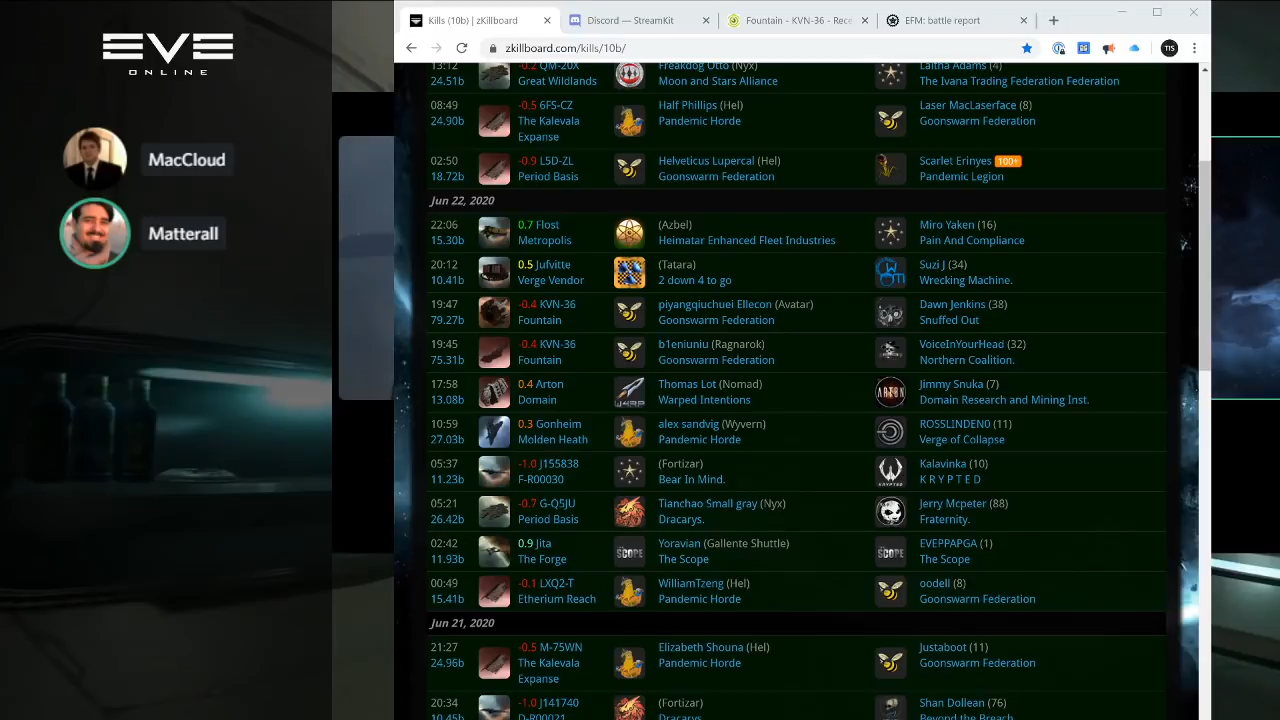 EVE
ONLINE
MacCloud
Matterall
Kills (10b) | zKillboard
Discord — StreamKit
Fountain - KVN-36 - Rece
EFM: battle report
zkillboard.com/kills/10b/
TIS
13:12 -0.2 QM-20X Freakdog Otto (Nyx) Laitha Adams (4)
24.51b Great Wildlands Moon and Stars Alliance The Ivana Trading Federation Federation
08:49 -0.5 6FS-CZ Half Phillips (Hel) Laser MacLaserface (8)
24.90b The Kalevala Pandemic Horde Goonswarm Federation
Expanse
02:50 -0.9 L5D-ZL Helveticus Lupercal (Hel) Scarlet Erinyes 100+
18.72b Period Basis Goonswarm Federation Pandemic Legion
Jun 22, 2020
22:06 0.7 Flost (Azbel) Miro Yaken (16)
15.30b Metropolis Heimatar Enhanced Fleet Industries Pain And Compliance
20:12 0.5 Jufvitte (Tatara) Suzi J (34)
10.41b Verge Vendor 2 down 4 to go Wrecking Machine.
19:47 -0.4 KVN-36 piyangqiuchuei Ellecon (Avatar) Dawn Jenkins (38)
79.27b Fountain Goonswarm Federation Snuffed Out
19:45 -0.4 KVN-36 b1eniuniu (Ragnarok) VoiceInYourHead (32)
75.31b Fountain Goonswarm Federation Northern Coalition.
17:58 0.4 Arton Thomas Lot (Nomad) Jimmy Snuka (7)
13.08b Domain WARP Warped Intentions ARTON Domain Research and Mining Inst.
10:59 0.3 Gonheim alex sandvig (Wyvern) ROSSLINDEN0 (11)
27.03b Molden Heath Pandemic Horde Verge of Collapse
05:37 -1.0 J155838 (Fortizar) Kalavinka (10)
11.23b F-R00030 Bear In Mind. KRYPTED K R Y P T E D
05:21 -0.7 G-Q5JU Tianchao Small gray (Nyx) Jerry Mcpeter (88)
26.42b Period Basis Dracarys. Fraternity.
02:42 0.9 Jita SCOPE Yoravian (Gallente Shuttle) SCOPE EVEPPAPGA (1)
11.93b The Forge The Scope The Scope
00:49 -0.1 LXQ2-T WilliamTzeng (Hel) oodell (8)
15.41b Etherium Reach Pandemic Horde Goonswarm Federation
Jun 21, 2020
21:27 -0.5 M-75WN Elizabeth Shouna (Hel) Justaboot (11)
24.96b The Kalevala Pandemic Horde Goonswarm Federation
Expanse
20:34 -1.0 J141740 (Fortizar) Shan Dollean (76)
10.45b D-R00021 Dracarys. Beyond the Breach